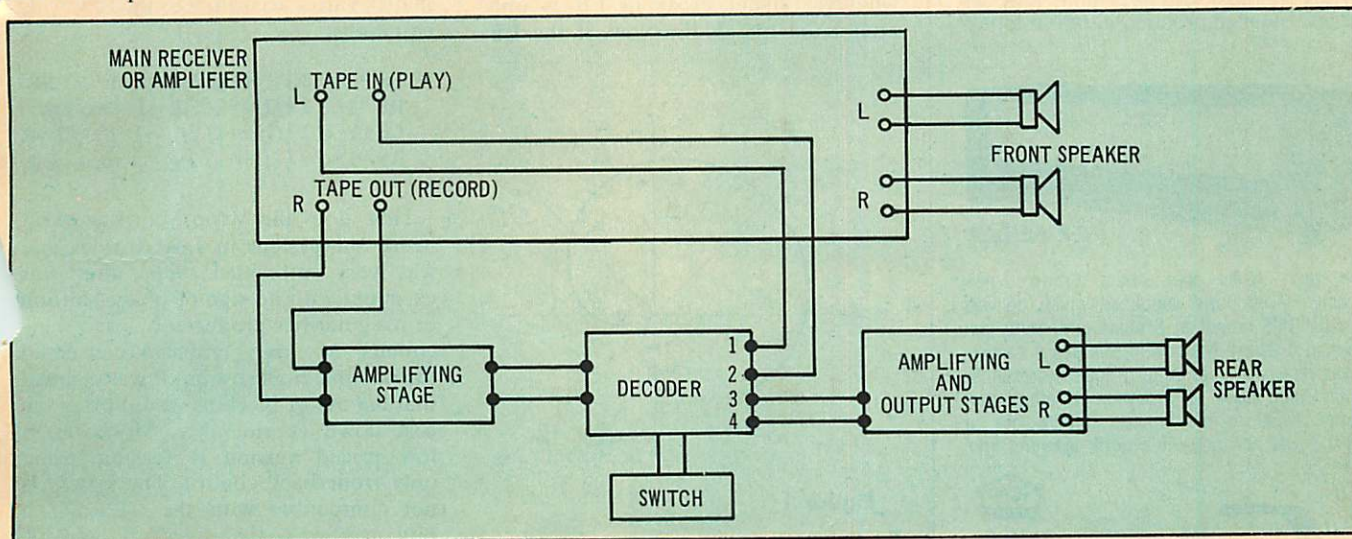 MAIN RECEIVER
OR AMPLIFIER
TAPE IN (PLAY)
L
TAPE OUT (RECORD)
R
L
FRONT SPEAKER
R
AMPLIFYING
STAGE
DECODER
1
2
3
4
SWITCH
AMPLIFYING
AND
OUTPUT STAGES
L
R
REAR
SPEAKER